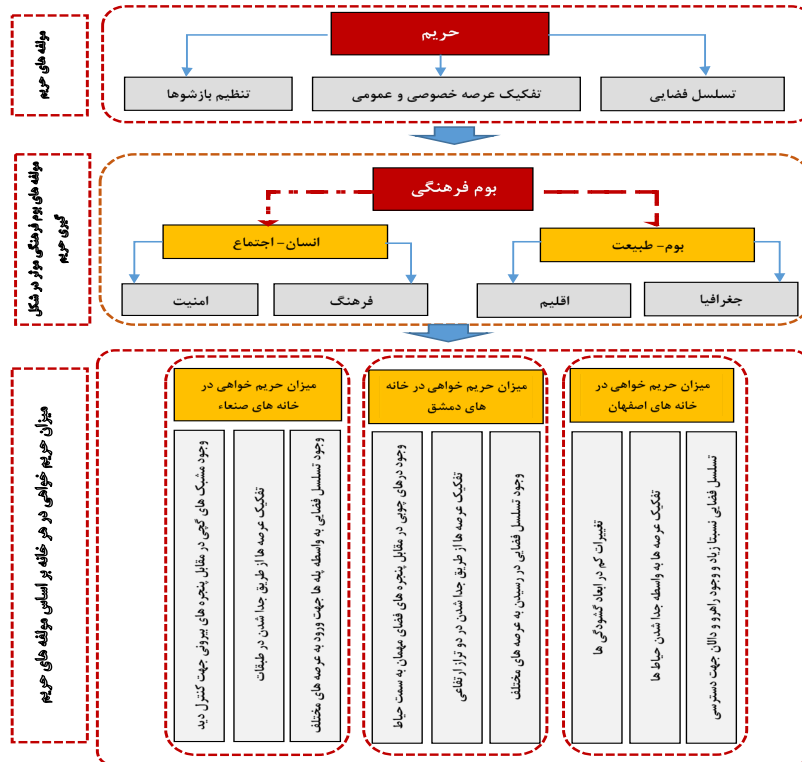 مولفه های حریم
حریم
تسلسل فضایی
تفکیک عرصه خصوصی و عمومی
تنظیم بازشوها
مولفه های بوم فرهنگی موثر در شکل
گیری حریم
بوم فرهنگی
بوم- طبیعت
انسان- اجتماع
جغرافیا
اقلیم
فرهنگ
امنیت
میزان حریم خواهی در هر خانه بر اساس مولفه های حریم
میزان حریم خواهی در
خانه های اصفهان
تسلسل فضایی نسبتا زیاد و وجود راهرو و دالان جهت دسترسی
تفکیک عرصه ها به واسطه جدا شدن حیاط ها
تغییرات کم در ابعاد گشودگی ها
میزان حریم خواهی در خانه
های دمشق
وجود تسلسل فضایی در رسیدن به عرصه های مختلف
تفکیک عرصه ها از طریق جدا شدن در دو تراز ارتفاعی
وجود درهای چوبی در مقابل پنجره های فضای مهمان به سمت حیاط
میزان حریم خواهی در
خانه های صنعاء
وجود تسلسل فضایی به واسطه پله ها جهت ورود به عرصه های مختلف
تفکیک عرصه ها از طریق جدا شدن در طبقات
وجود مشبک های گچی در مقابل پنجره های بیرونی جهت کنترل دید